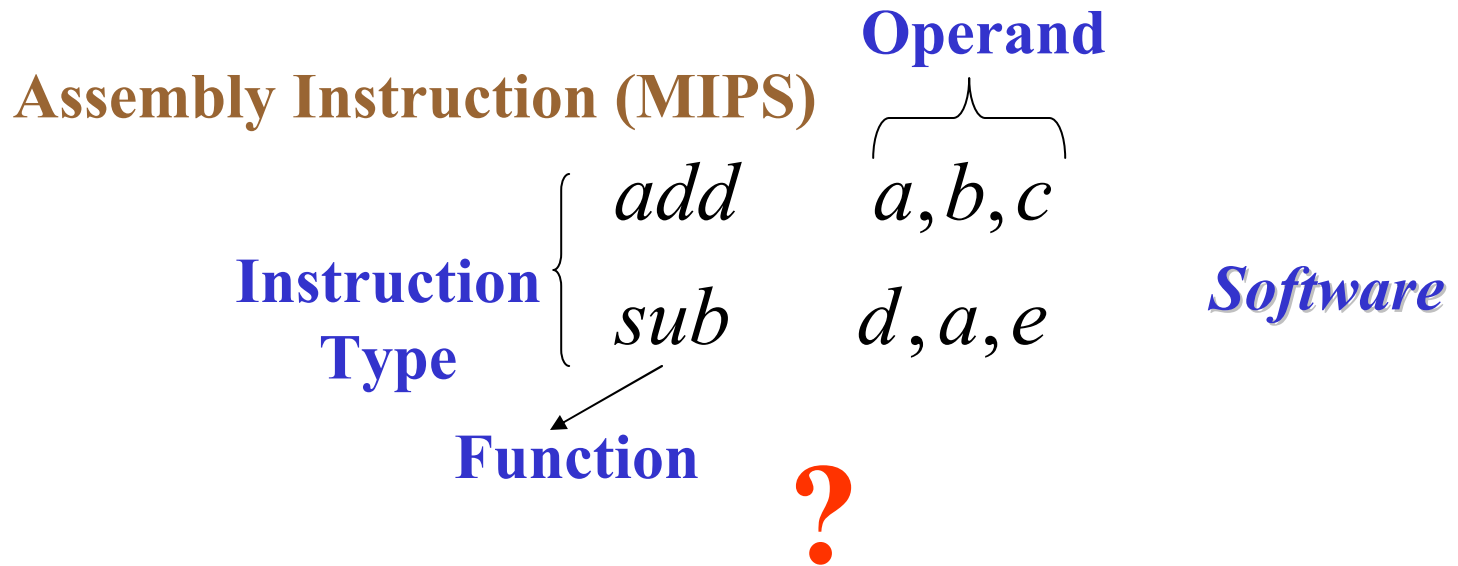 Operand
Assembly Instruction (MIPS)
add a,b,c
Instruction
Type
sub d,a,e
Software
Function
?